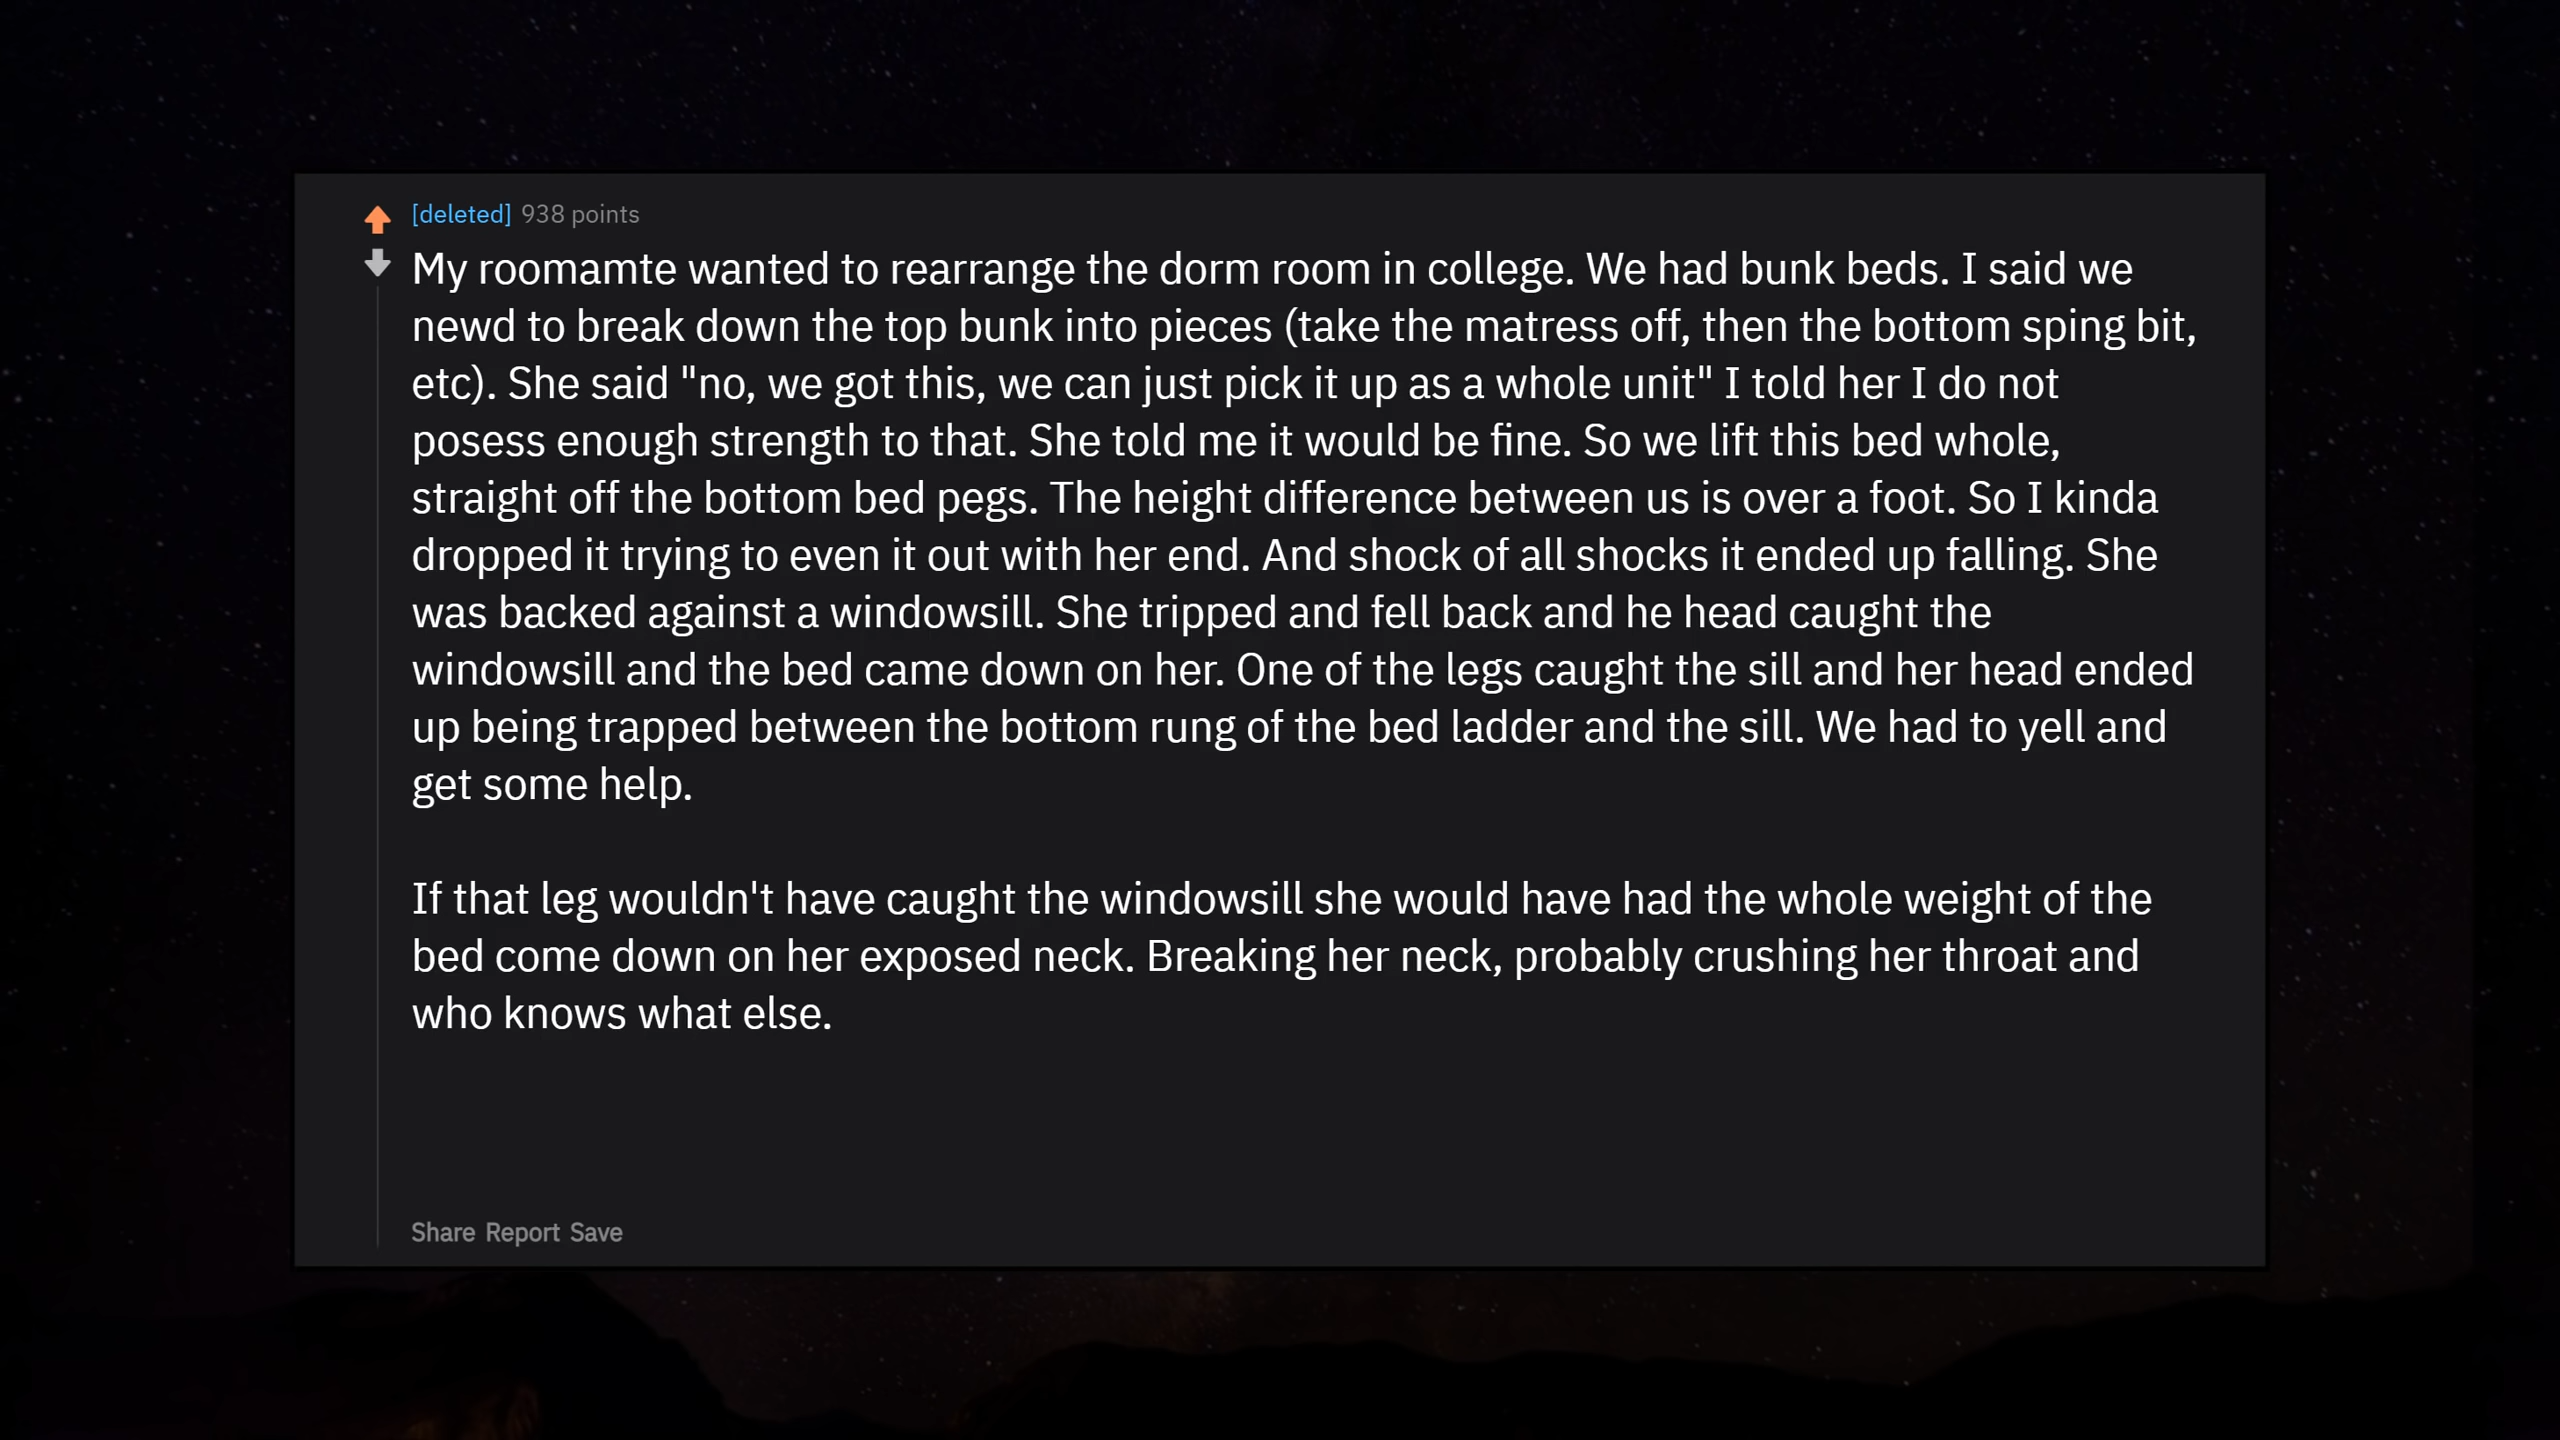 [deleted] 938 points
My roomamte wanted to rearrange the dorm room in college. We had bunk beds. I said we
newd to break down the top bunk into pieces (take the matress off, then the bottom sping bit,
etc). She said "no, we got this, we can just pick it up as a whole unit" I told her I do not
posess enough strength to that. She told me it would be fine. So we lift this bed whole,
straight off the bottom bed pegs. The height difference between us is over a foot. So I kinda
dropped it trying to even it out with her end. And shock of all shocks it ended up falling. She
was backed against a windowsill. She tripped and fell back and he head caught the
windowsill and the bed came down on her. One of the legs caught the sill and her head ended
up being trapped between the bottom rung of the bed ladder and the sill. We had to yell and
get some help.
If that leg wouldn't have caught the windowsill she would have had the whole weight of the
bed come down on her exposed neck. Breaking her neck, probably crushing her throat and
who knows what else.
Share Report Save